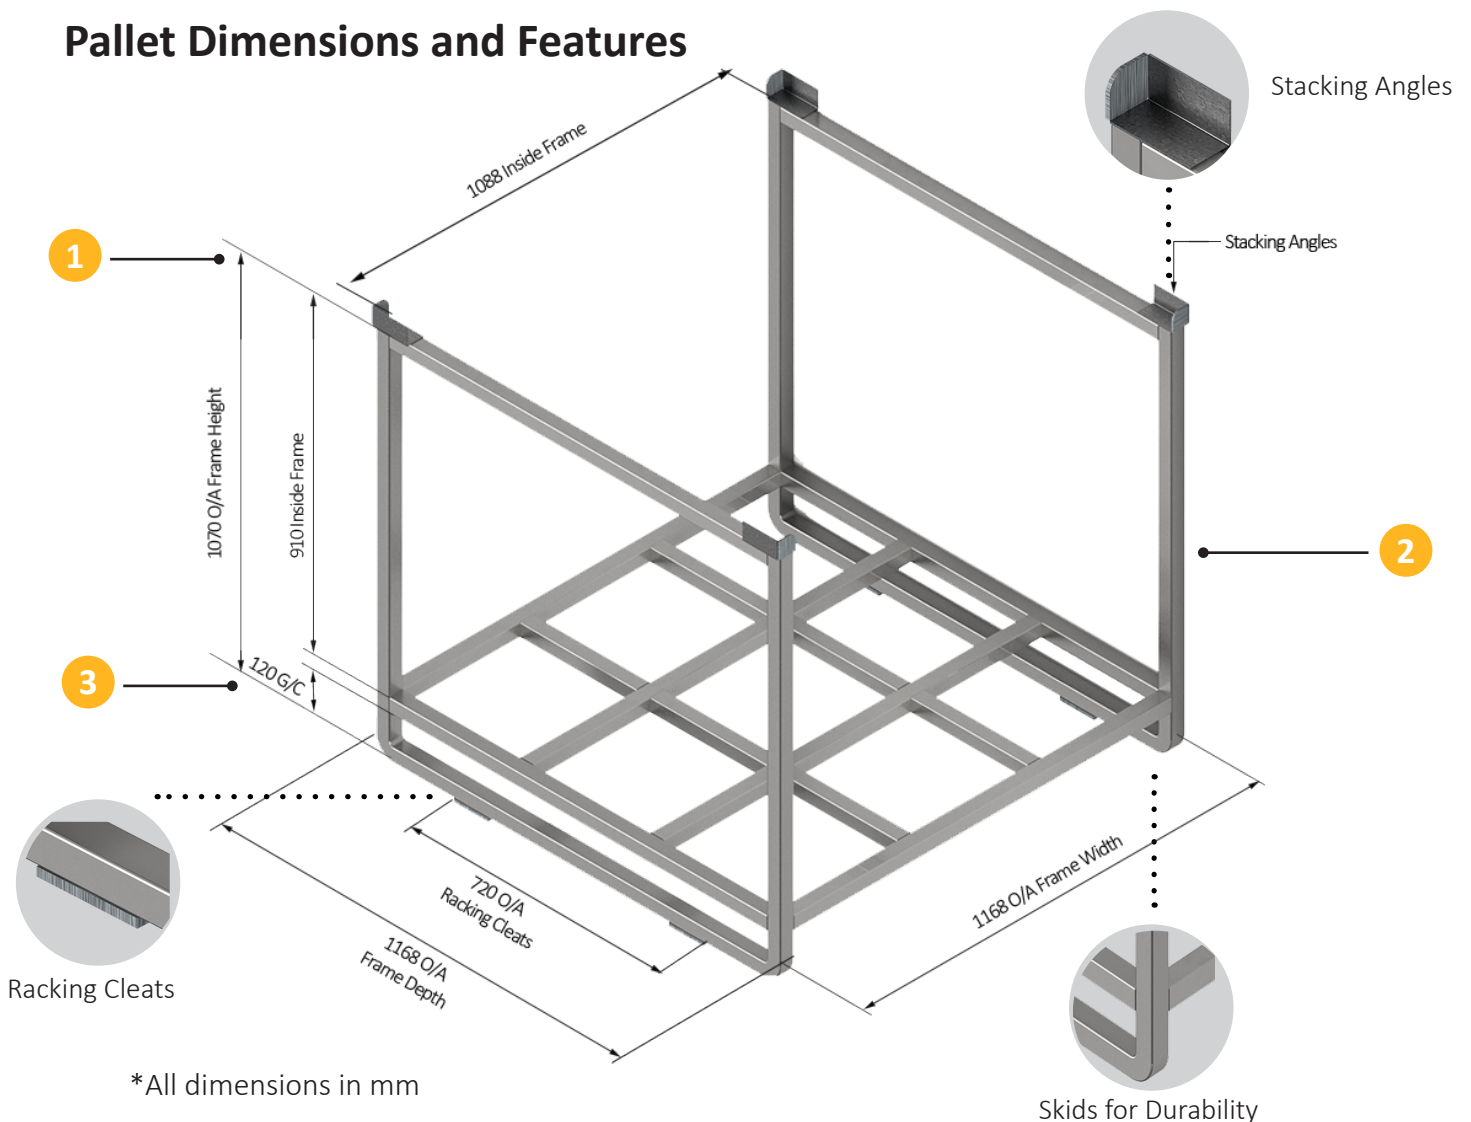 Pallet Dimensions and Features
Stacking Angles
1088 Inside Frame
1
Stacking Angles
1070 O/A Frame Height
910 Inside Frame
2
120 G/C
3
720 O/A
Racking Cleats
1168 O/A Frame Width
1168 O/A
Frame Depth
Racking Cleats
*All dimensions in mm
Skids for Durability